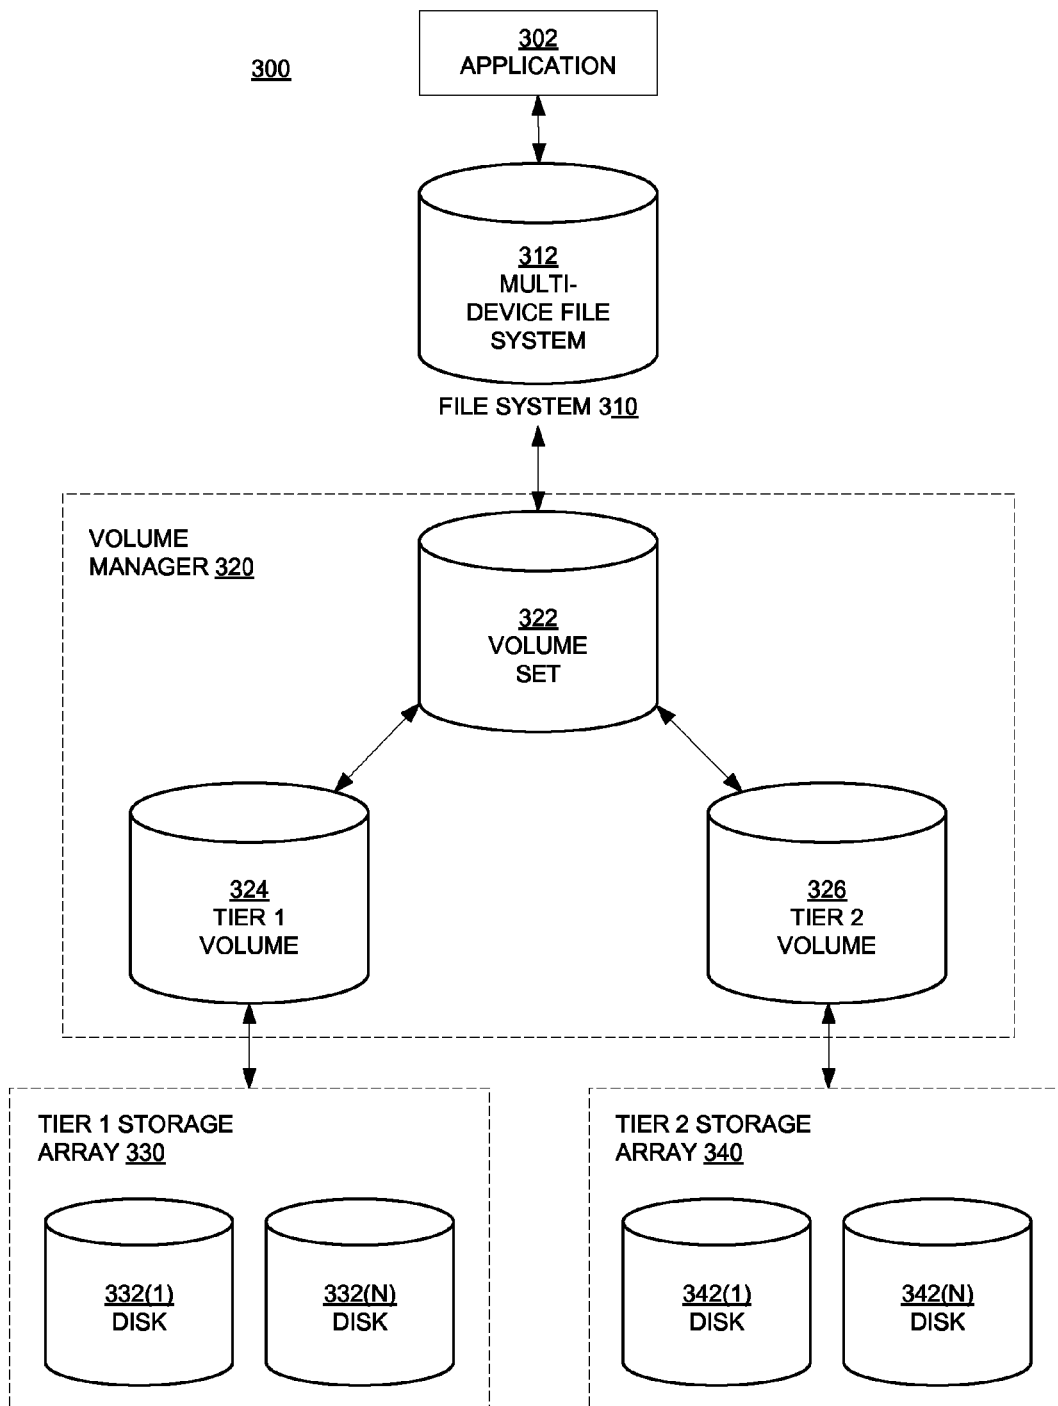 302
APPLICATION
300
312
MULTI-
DEVICE FILE
SYSTEM
FILE SYSTEM 310
VOLUME
MANAGER 320
322
VOLUME
SET
324
TIER 1
VOLUME
326
TIER 2
VOLUME
TIER 1 STORAGE
ARRAY 330
TIER 2 STORAGE
ARRAY 340
332(1)
DISK
332(N)
DISK
342(1)
DISK
342(N)
DISK